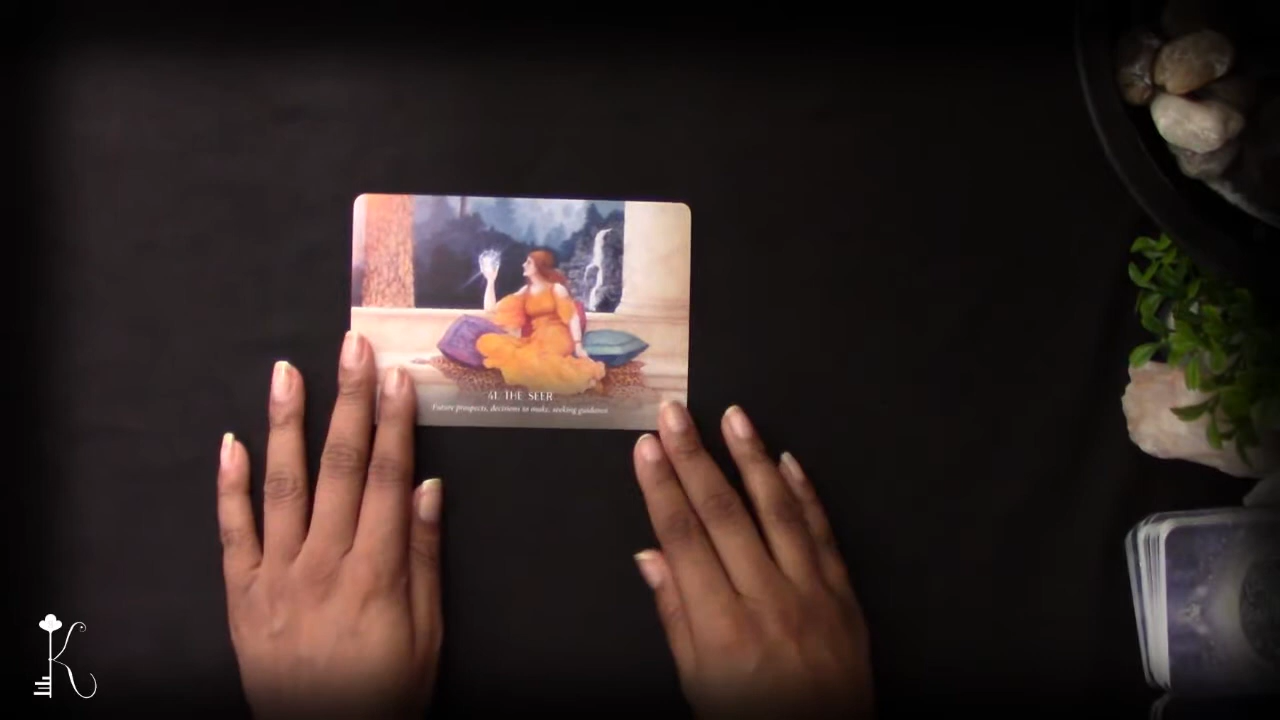 41. THE SEER
Future prospects, decisions to make, seeking guidance
K